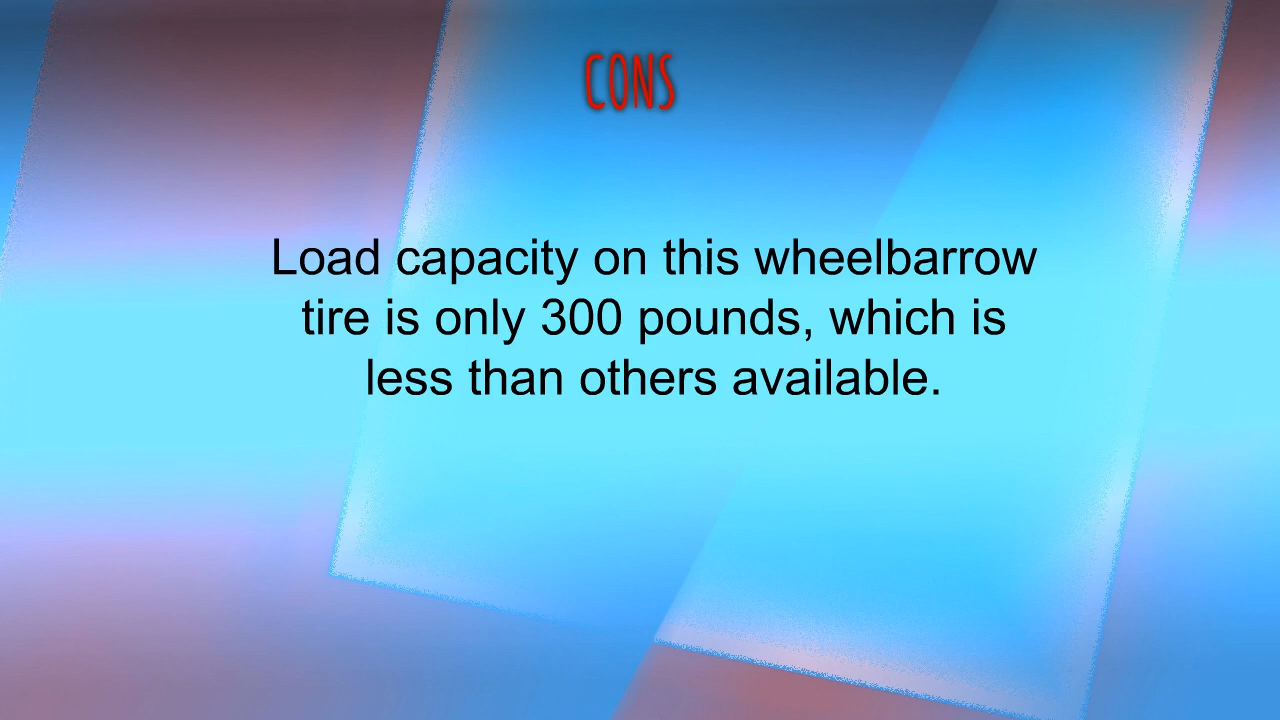 CONS
Load capacity on this wheelbarrow
tire is only 300 pounds, which is
less than others available.